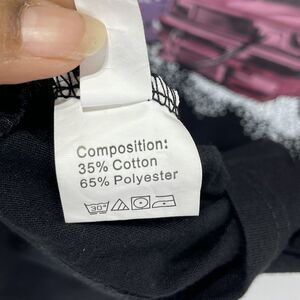 Composition:
35% Cotton
65% Polyester
30°